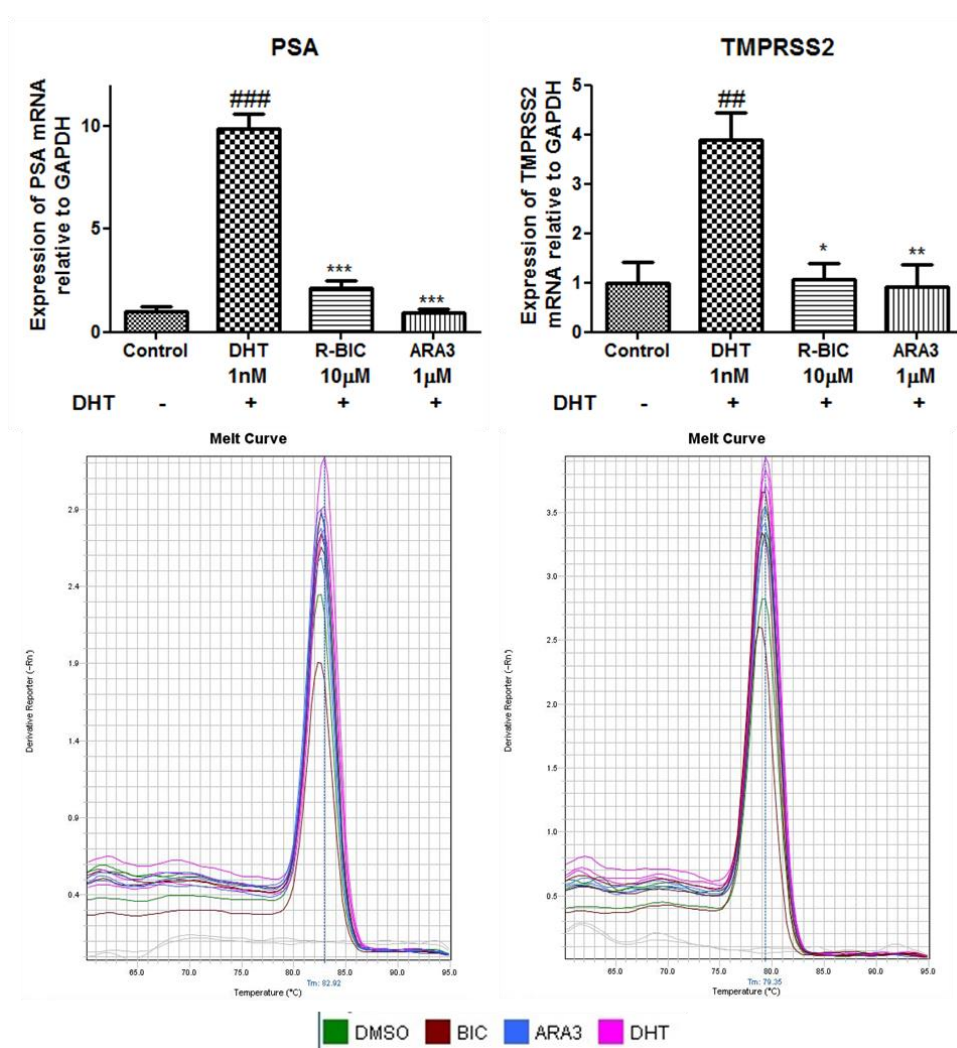 PSA
Expression of PSA mRNA
relative to GAPDH
10
5
0
###
***
***
Control
DHT
1nM
R-BIC
10μM
ARA3
1μM
DHT - + + +
TMPRSS2
Expression of TMPRSS2
mRNA relative to GAPDH
5
4
3
2
1
0
##
*
**
Control
DHT
1nM
R-BIC
10μM
ARA3
1μM
DHT - + + +
Melt Curve
Derivative Reporter (-Rn')
2.9
2.4
1.9
1.4
0.9
0.4
65.0 70.0 75.0 80.0 85.0 90.0 95.0
Tm: 82.92
Temperature (°C)
Melt Curve
Derivative Reporter (-Rn')
3.5
3.0
2.5
2.0
1.5
1.0
0.5
65.0 70.0 75.0 80.0 85.0 90.0 95.0
Tm: 79.35
Temperature (°C)
DMSO BIC ARA3 DHT